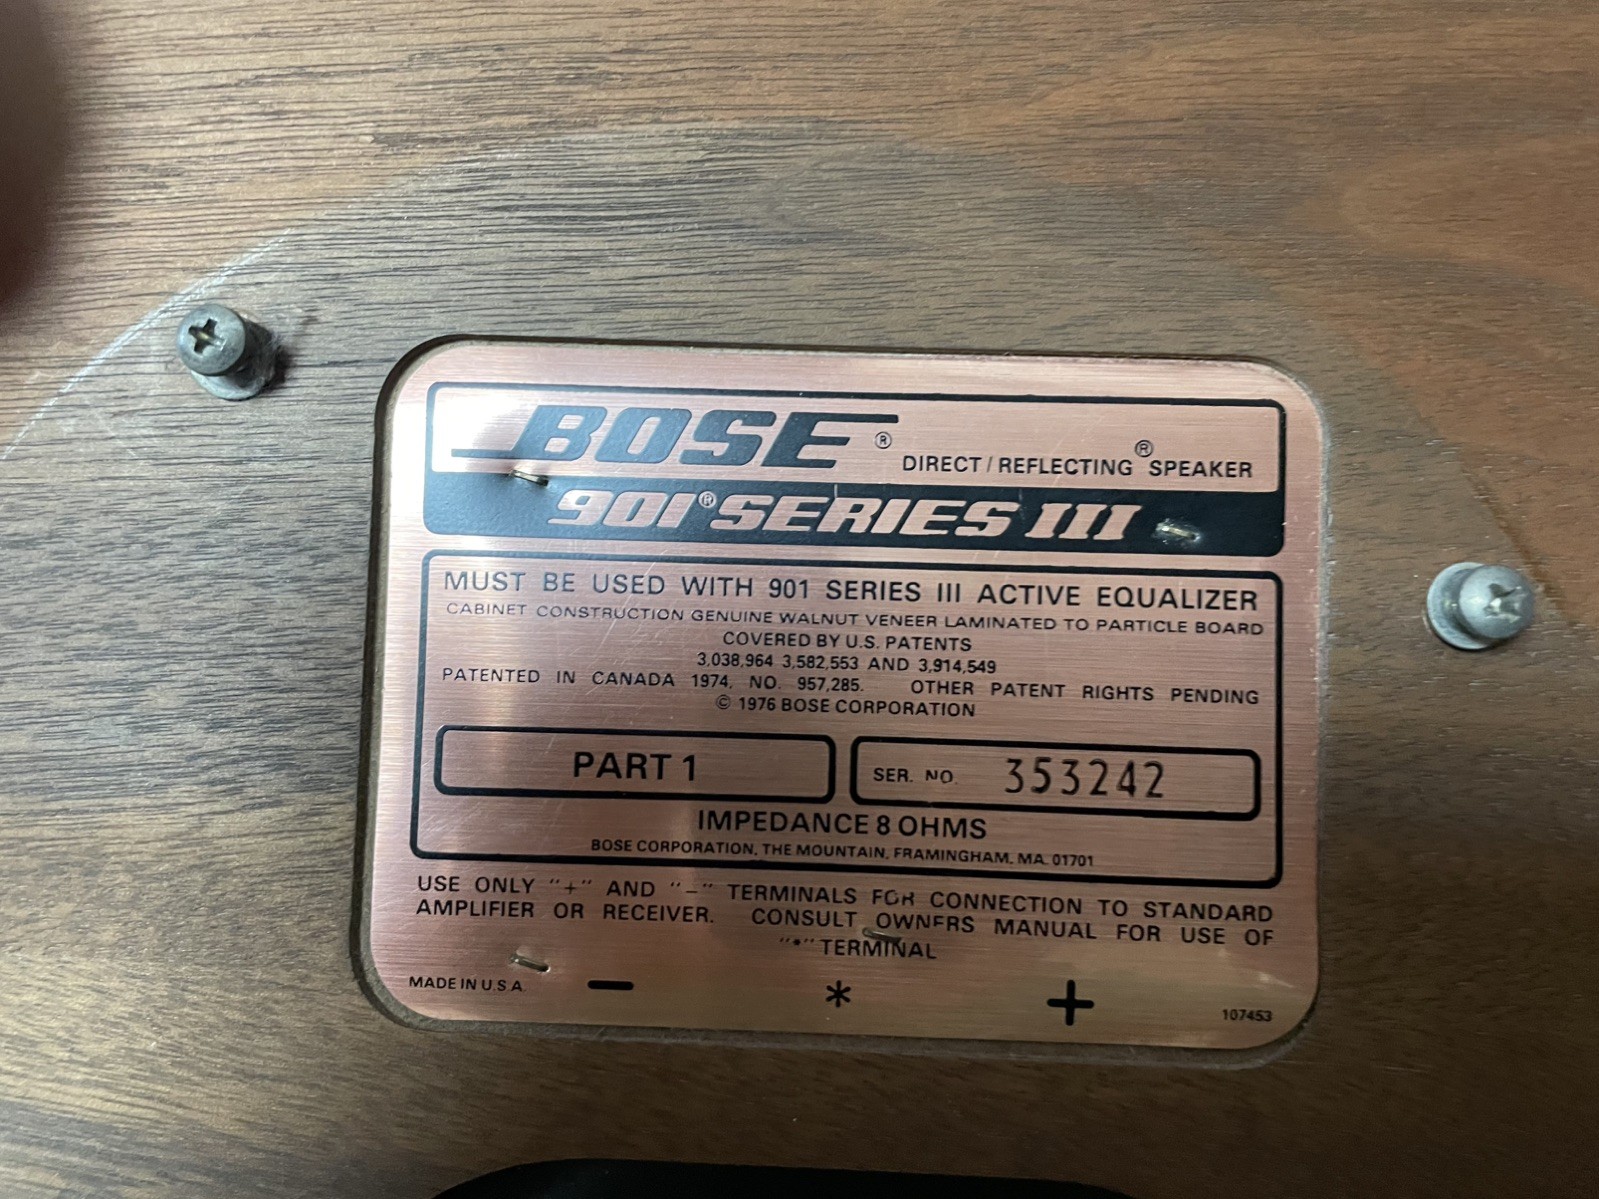 BOSE® DIRECT/REFLECTING® SPEAKER
901® SERIES III
MUST BE USED WITH 901 SERIES III ACTIVE EQUALIZER
CABINET CONSTRUCTION GENUINE WALNUT VENEER LAMINATED TO PARTICLE BOARD
COVERED BY U.S. PATENTS
3,038,964 3,582,553 AND 3,914,549
PATENTED IN CANADA 1974, NO. 957,285. OTHER PATENT RIGHTS PENDING
© 1976 BOSE CORPORATION
PART 1
SER. NO. 353242
IMPEDANCE 8 OHMS
BOSE CORPORATION, THE MOUNTAIN, FRAMINGHAM, MA. 01701
USE ONLY "+" AND "–" TERMINALS FOR CONNECTION TO STANDARD
AMPLIFIER OR RECEIVER. CONSULT OWNERS MANUAL FOR USE OF
"*" TERMINAL
MADE IN U.S.A. – * +
107453